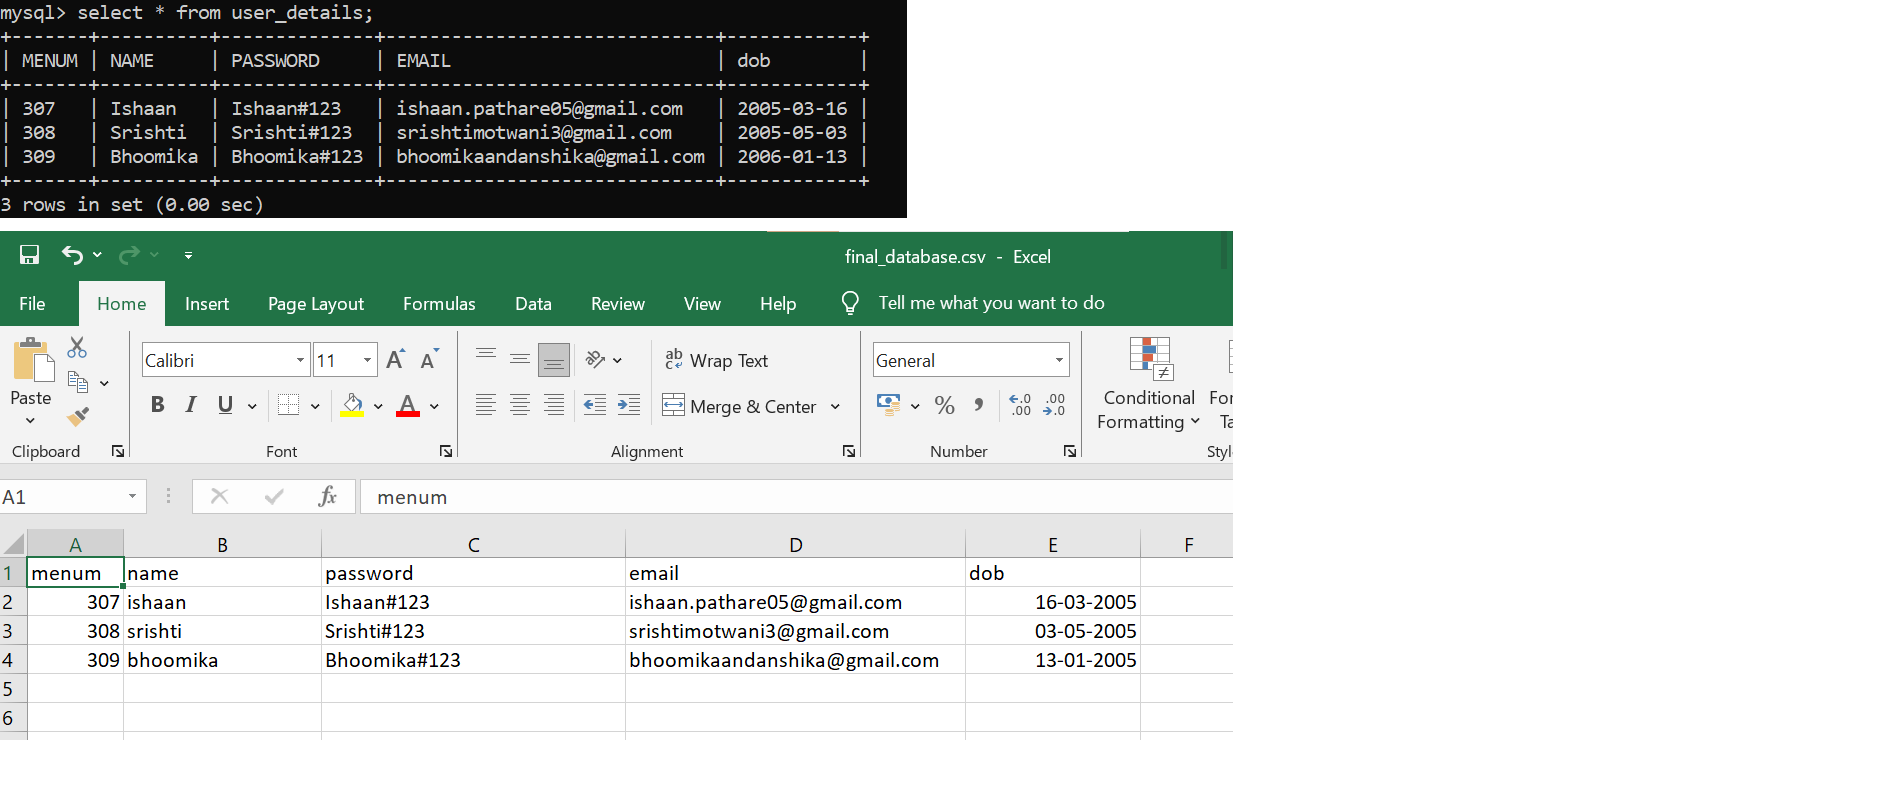 mysql> select * from user_details;
+-------+----------+--------------+------------------------------+------------+
| MENUM | NAME     | PASSWORD     | EMAIL                        | dob        |
+-------+----------+--------------+------------------------------+------------+
| 307   | Ishaan   | Ishaan#123   | ishaan.pathare05@gmail.com   | 2005-03-16 |
| 308   | Srishti  | Srishti#123  | srishtimotwani3@gmail.com    | 2005-05-03 |
| 309   | Bhoomika | Bhoomika#123 | bhoomikaandanshika@gmail.com | 2006-01-13 |
+-------+----------+--------------+------------------------------+------------+
3 rows in set (0.00 sec)
final_database.csv - Excel
File Home Insert Page Layout Formulas Data Review View Help Tell me what you want to do
Calibri 11 A A ab c Wrap Text General
Paste B I U A Merge & Center % , .0 .00 .00 .0 Conditional Formatting For Ta
Clipboard Font Alignment Number Styl
A1 fx menum
A B C D E F
1 menum name password email dob
2 307 ishaan Ishaan#123 ishaan.pathare05@gmail.com 16-03-2005
3 308 srishti Srishti#123 srishtimotwani3@gmail.com 03-05-2005
4 309 bhoomika Bhoomika#123 bhoomikaandanshika@gmail.com 13-01-2005
5
6